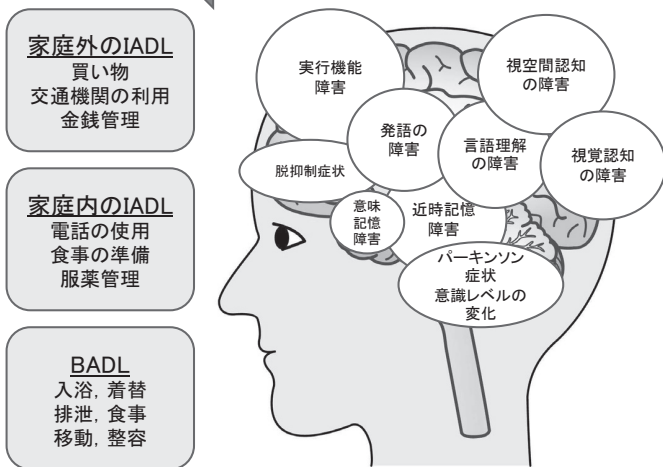 家庭外のIADL
買い物
交通機関の利用
金銭管理
家庭内のIADL
電話の使用
食事の準備
服薬管理
BADL
入浴, 着替
排泄, 食事
移動, 整容
実行機能
障害
視空間認知
の障害
発語の
障害
言語理解
の障害
視覚認知
の障害
脱抑制症状
意味
記憶
障害
近時記憶
障害
パーキンソン
症状
意識レベルの
変化